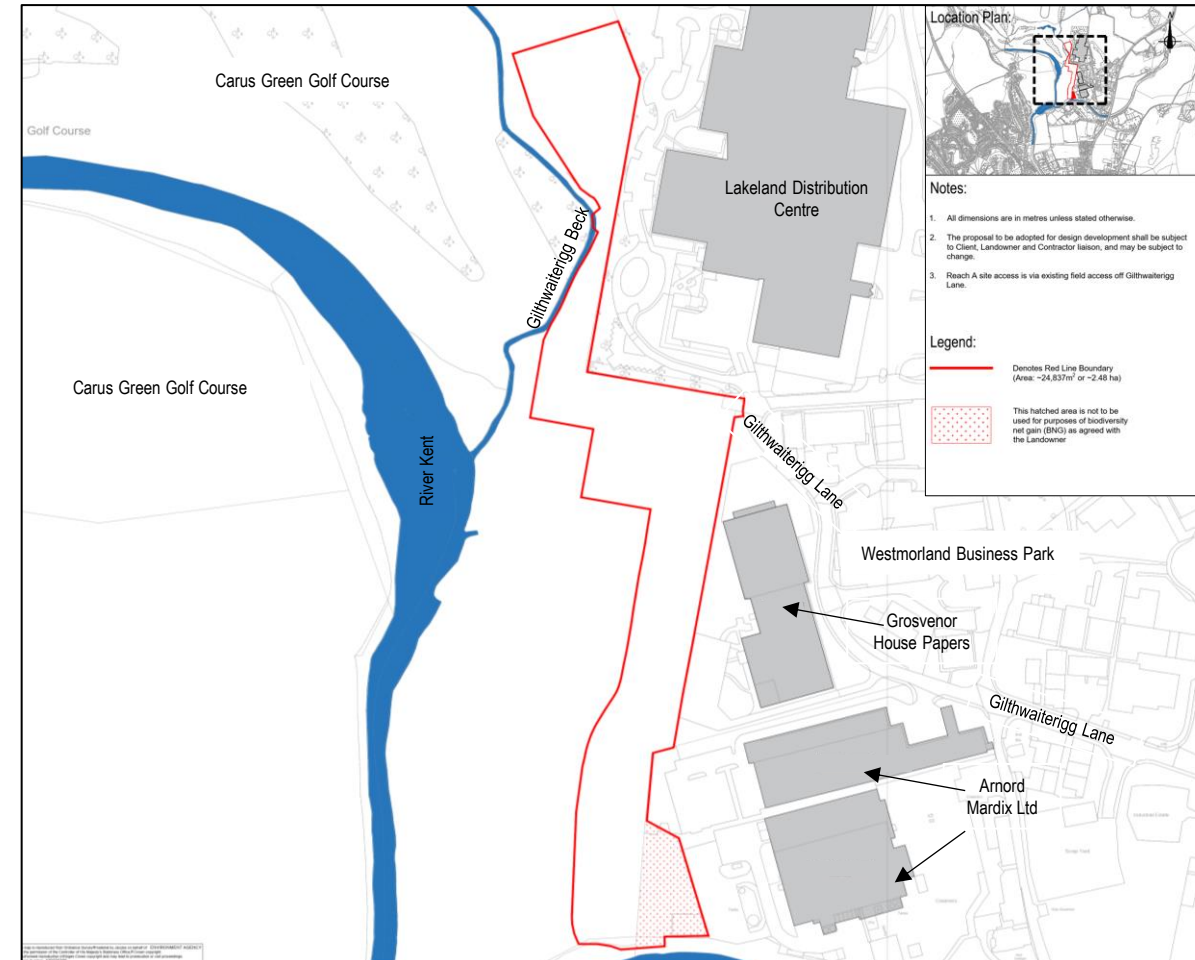 Carus Green Golf Course
Golf Course
Carus Green Golf Course
River Kent
Gilthwaiterigg Beck
Lakeland Distribution
Centre
Gilthwaiterigg Lane
Westmorland Business Park
Grosvenor
House Papers
Gilthwaiterigg Lane
Arnord
Mardix Ltd
Location Plan:
N
Notes:
1. All dimensions are in metres unless stated otherwise.
2. The proposal to be adopted for design development shall be subject
to Client, Landowner and Contractor liaison, and may be subject to
change.
3. Reach A site access is via existing field access off Gilthwaiterigg
Lane.
Legend:
Denotes Red Line Boundary
(Area: ~24,837m² or ~2.48 ha)
This hatched area is not to be
used for purposes of biodiversity
net gain (BNG) as agreed with
the Landowner